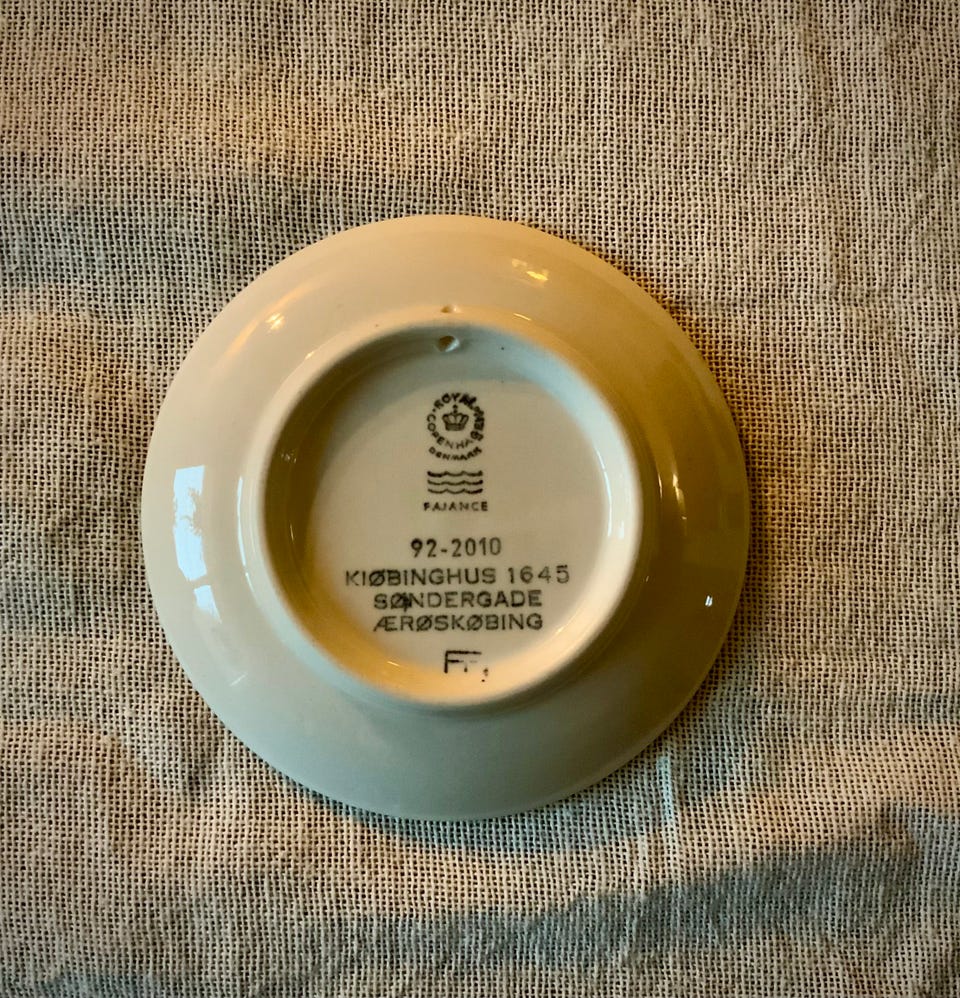 ROYAL
COPENHAGEN
DENMARK
FAJANCE
92-2010
KIØBINGHUS 1645
SØNDERGADE
ÆRØSKØBING